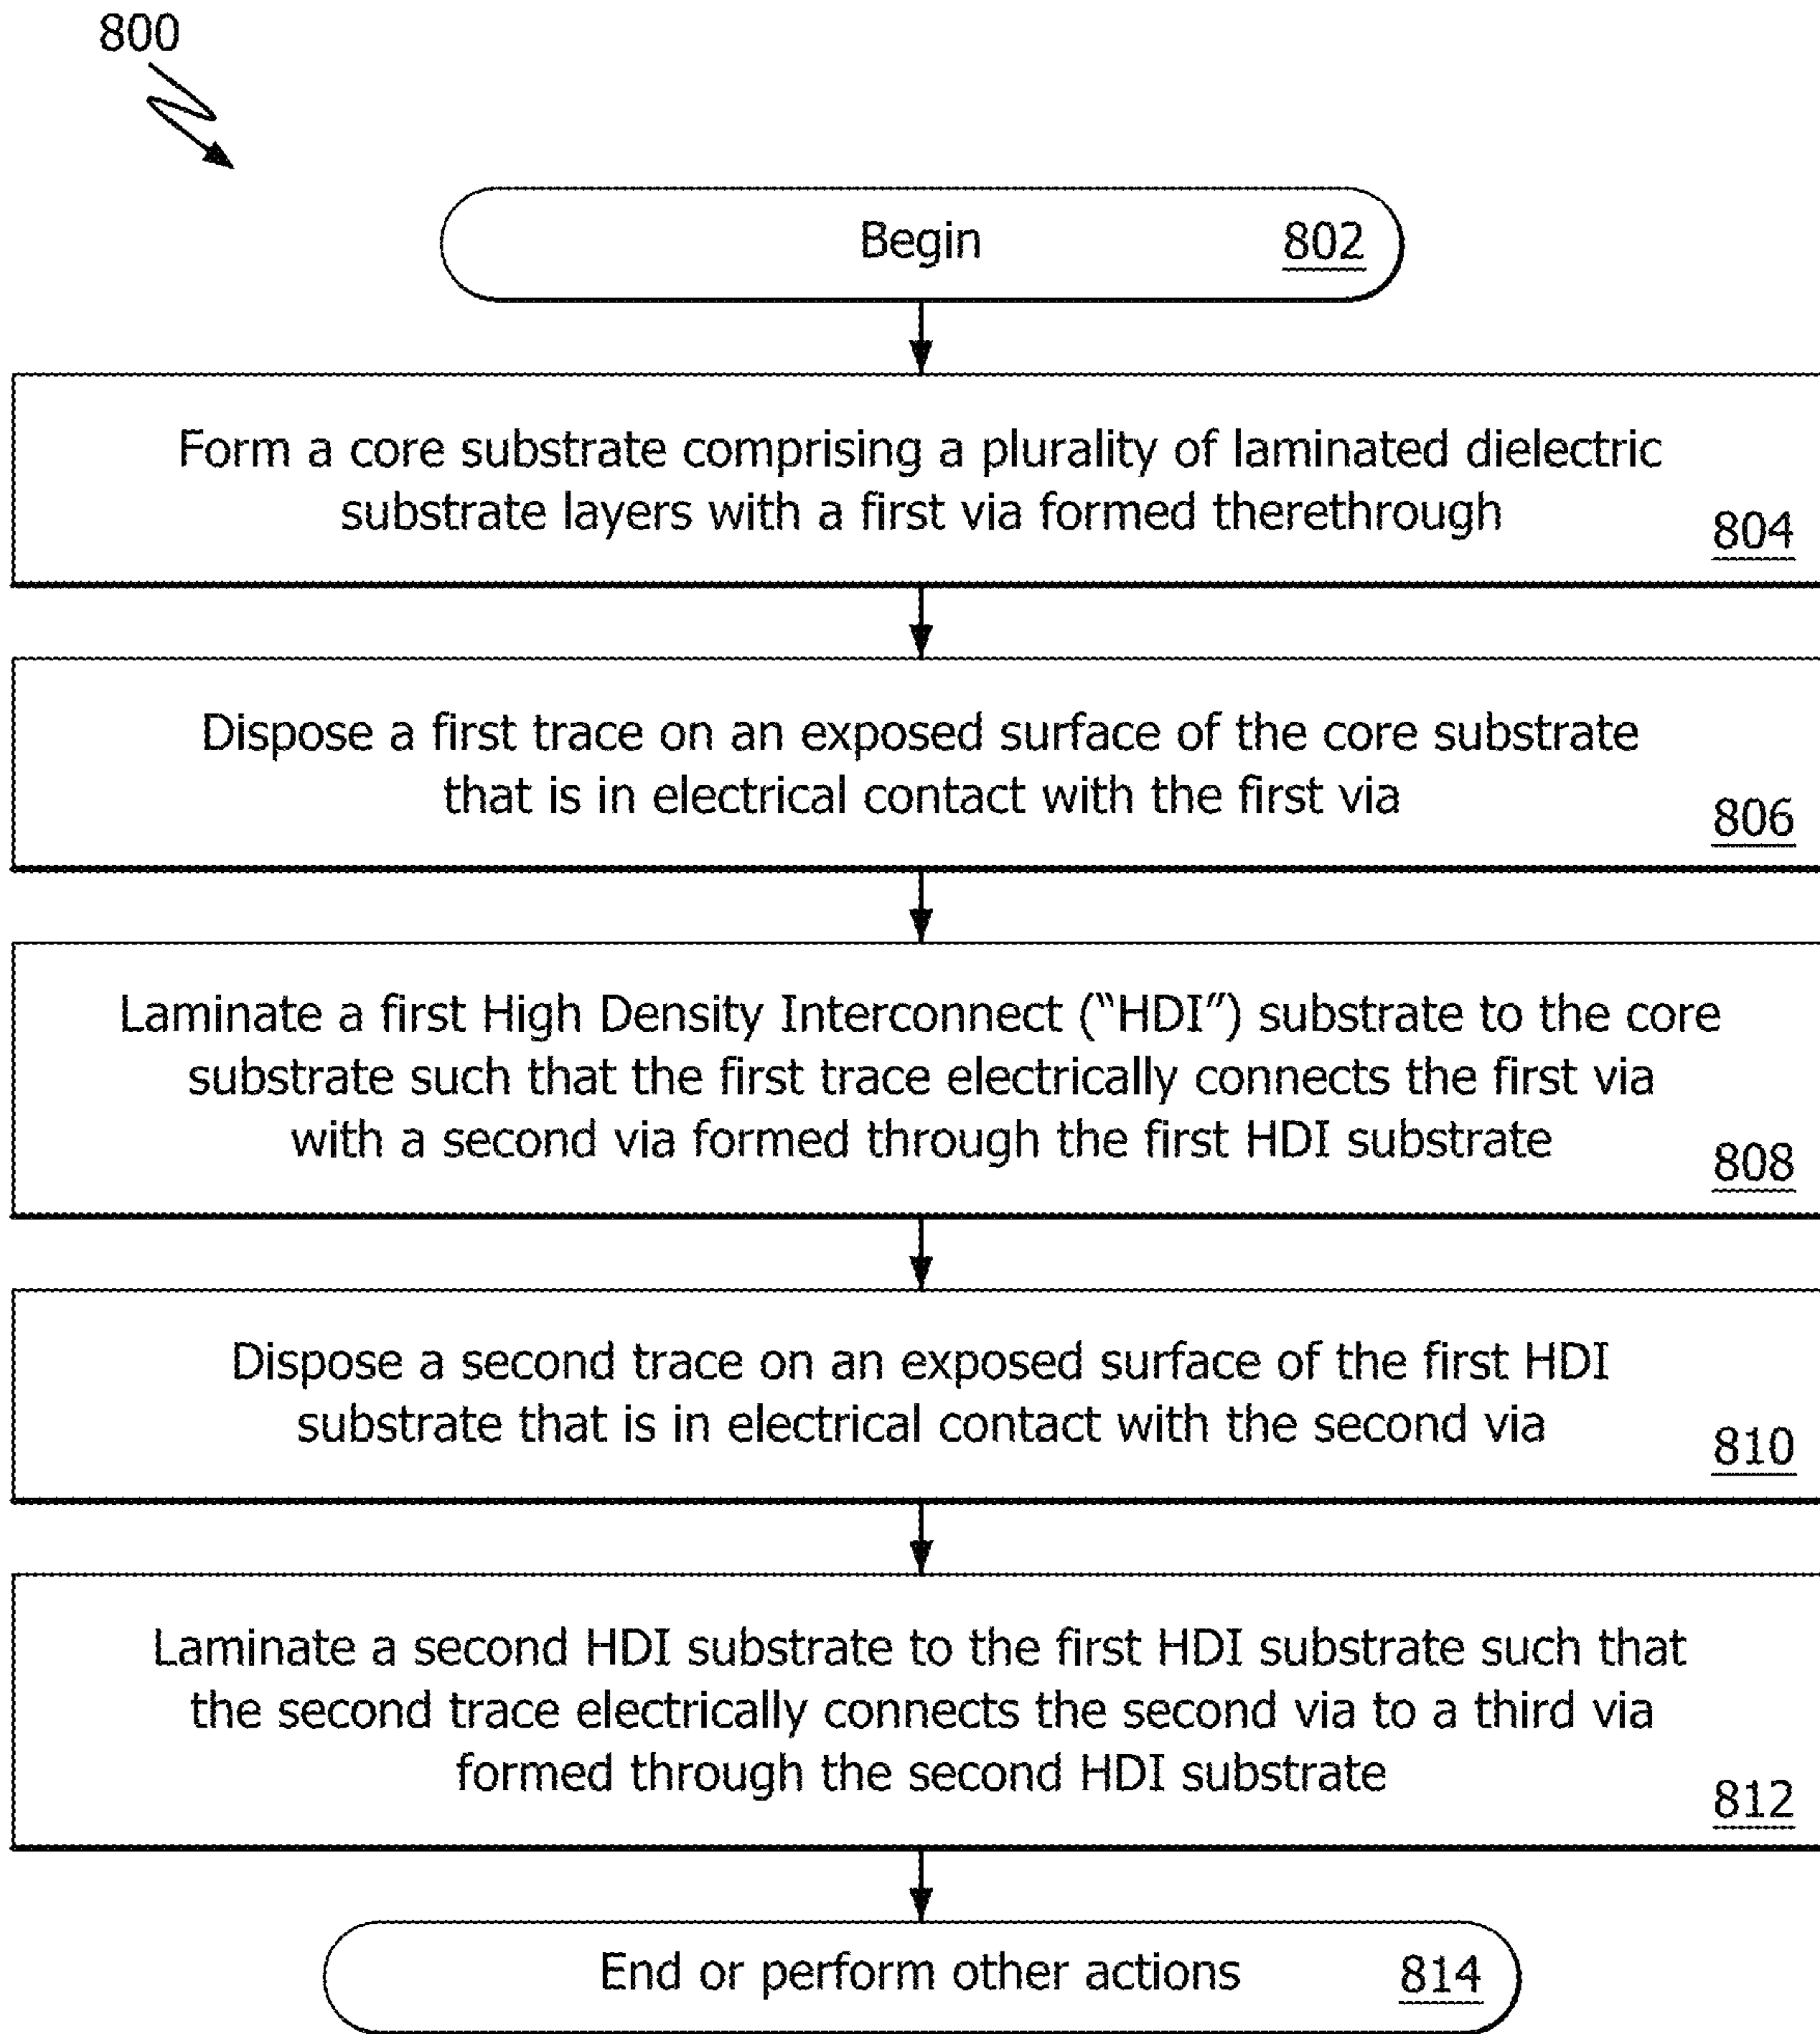 800
Begin 802
Form a core substrate comprising a plurality of laminated dielectric
substrate layers with a first via formed therethrough
804
Dispose a first trace on an exposed surface of the core substrate
that is in electrical contact with the first via
806
Laminate a first High Density Interconnect (“HDI”) substrate to the core
substrate such that the first trace electrically connects the first via
with a second via formed through the first HDI substrate
808
Dispose a second trace on an exposed surface of the first HDI
substrate that is in electrical contact with the second via
810
Laminate a second HDI substrate to the first HDI substrate such that
the second trace electrically connects the second via to a third via
formed through the second HDI substrate
812
End or perform other actions 814